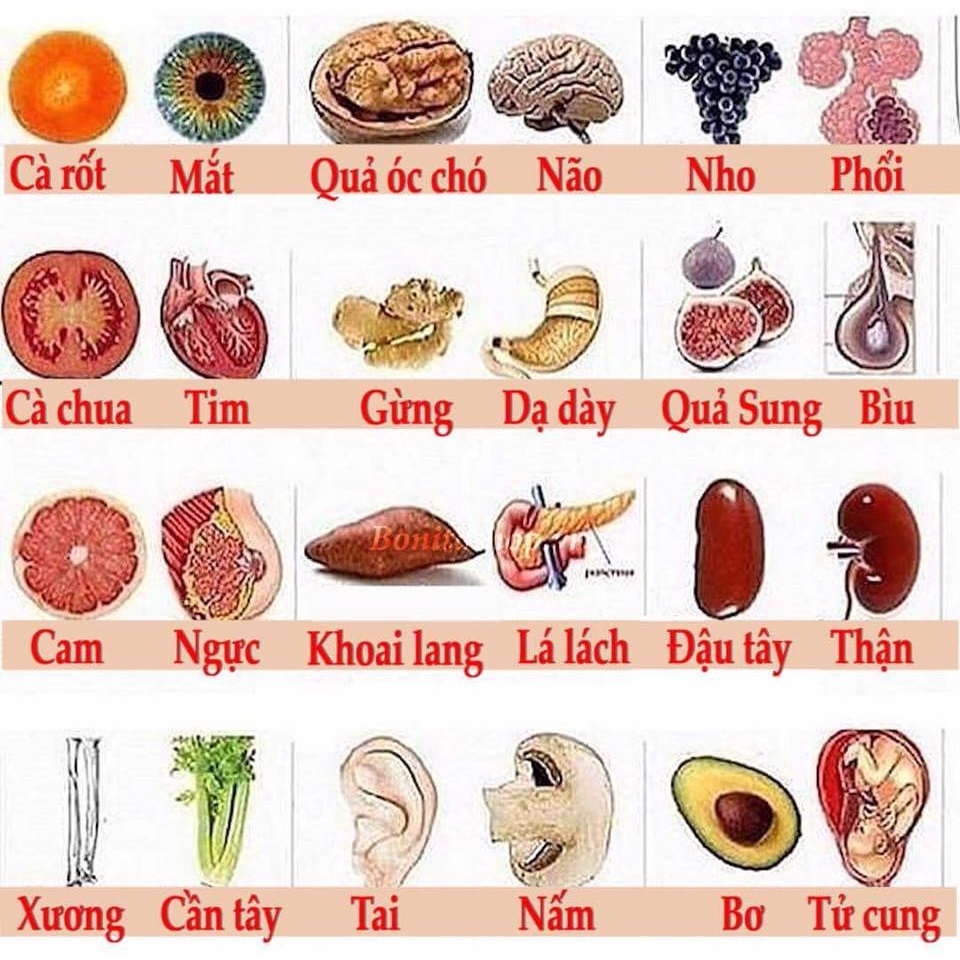 Cà rốt Mắt Quả óc chó Não Nho Phổi
Cà chua Tim Gừng Dạ dày Quả Sung Bìu
pancreas
Cam Ngực Khoai lang Lá lách Đậu tây Thận
Xương Cần tây Tai Nấm Bơ Tử cung